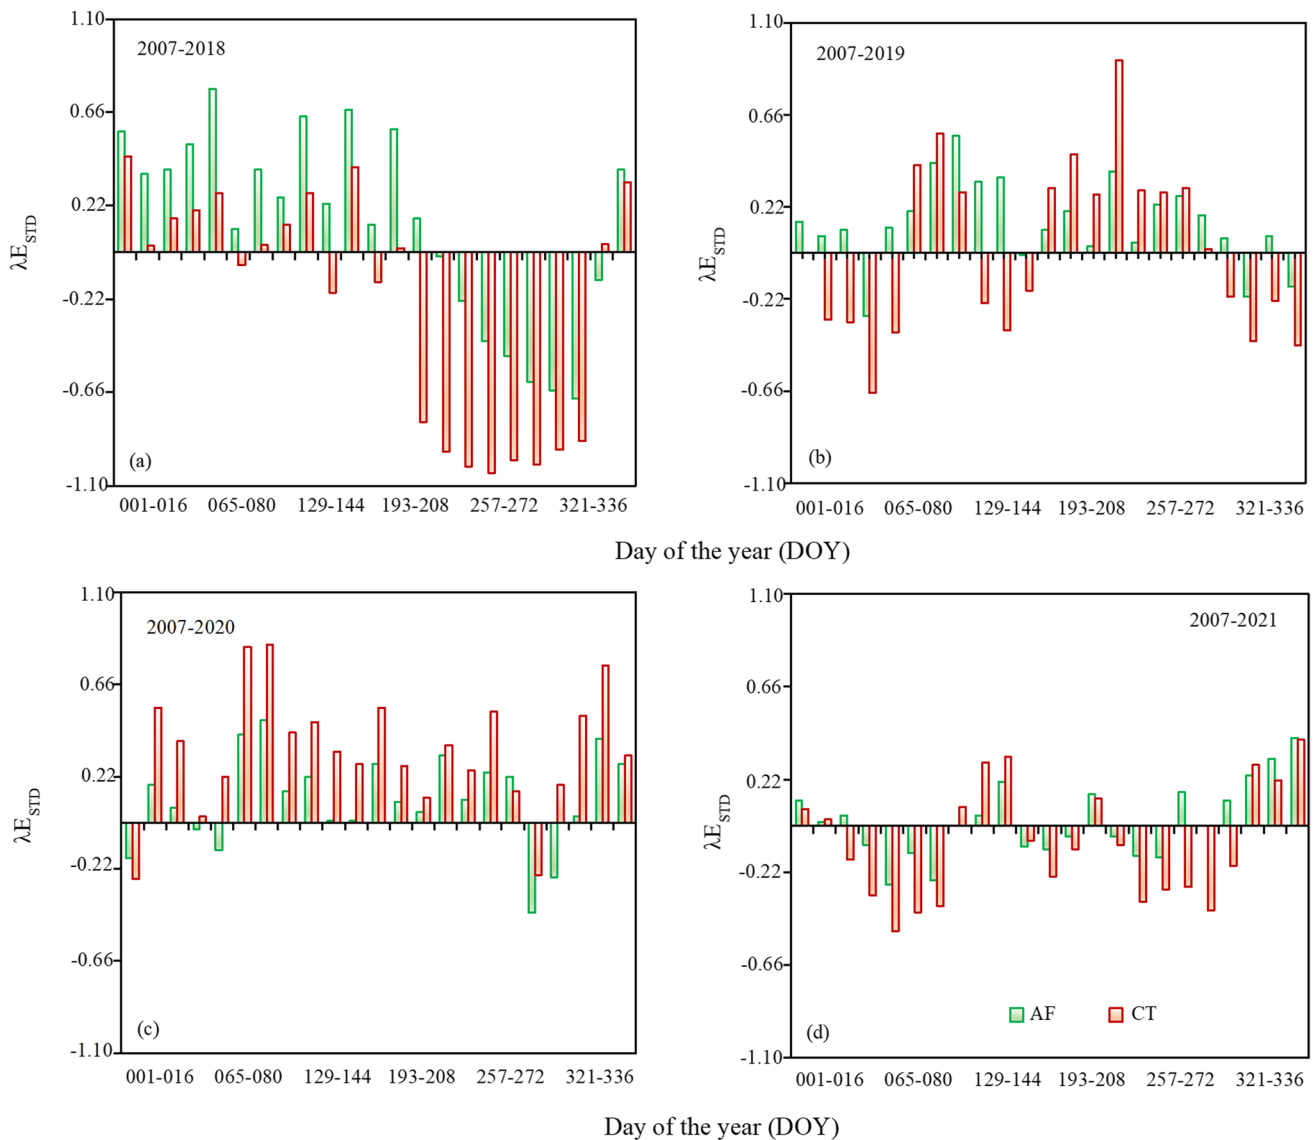 1.10
0.66
0.22
-0.22
-0.66
-1.10
λE_STD
2007-2018
(a)
001-016 065-080 129-144 193-208 257-272 321-336
1.10
0.66
0.22
-0.22
-0.66
-1.10
λE_STD
2007-2019
(b)
001-016 065-080 129-144 193-208 257-272 321-336
Day of the year (DOY)
1.10
0.66
0.22
-0.22
-0.66
-1.10
λE_STD
2007-2020
(c)
001-016 065-080 129-144 193-208 257-272 321-336
1.10
0.66
0.22
-0.22
-0.66
-1.10
λE_STD
2007-2021
AF CT
(d)
001-016 065-080 129-144 193-208 257-272 321-336
Day of the year (DOY)